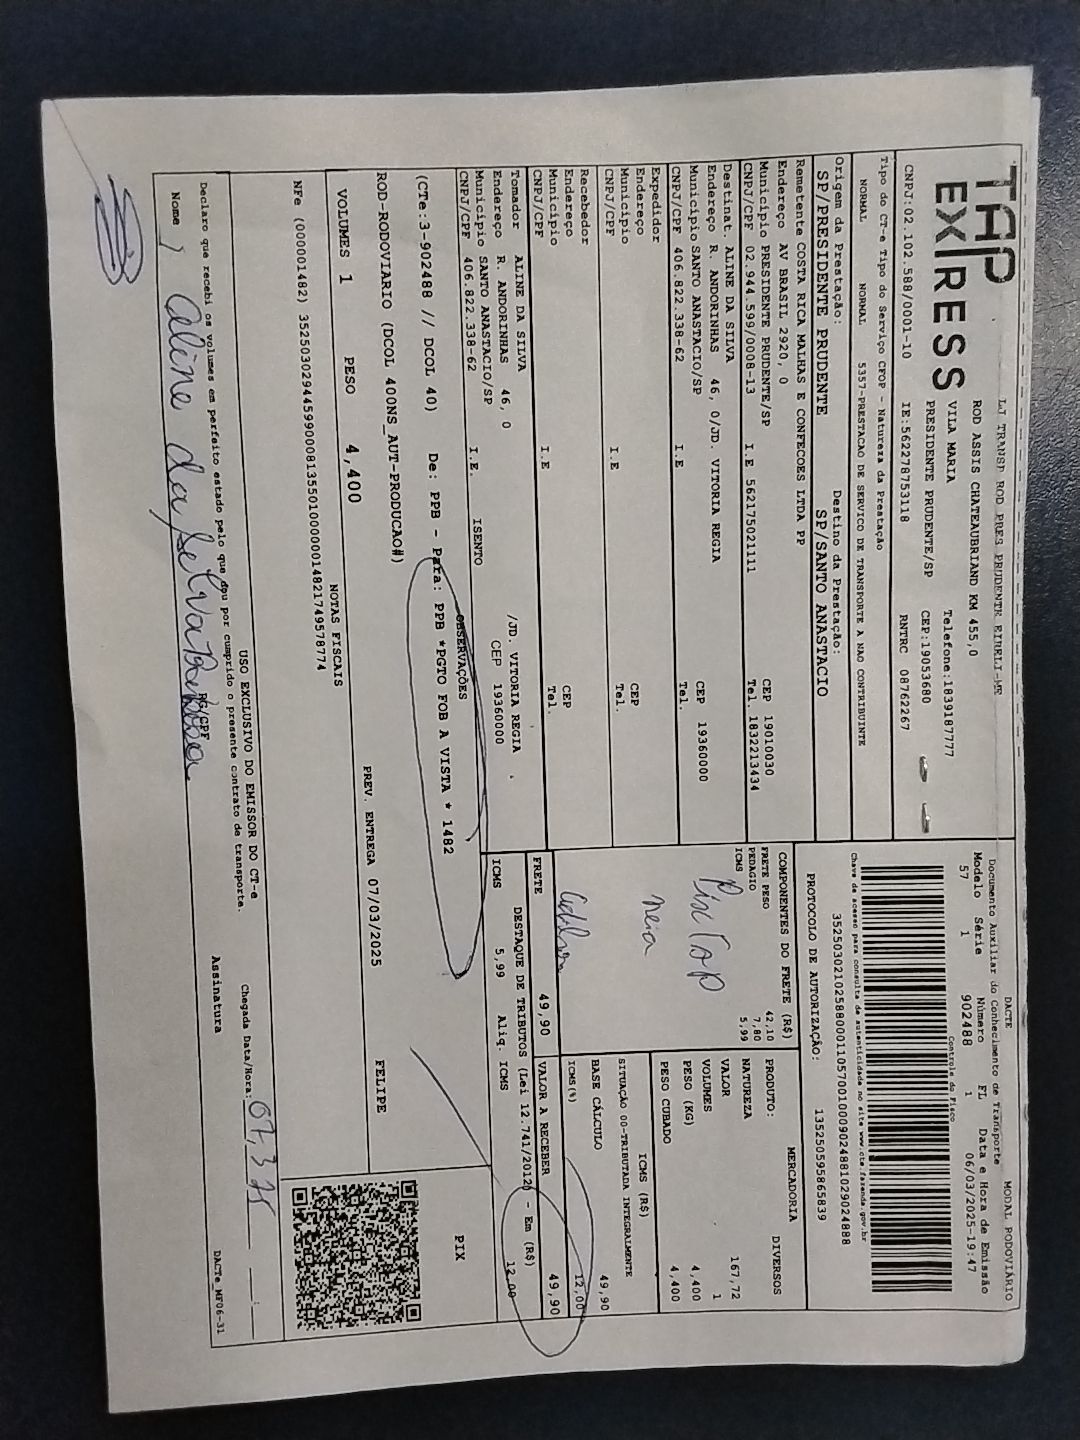 TAP
EXPRESS
LJ TRANSP ROD PRES PRUDENTE EIRELI-ME
ROD ASSIS CHATEAUBRIAND KM 455,0
VILA MARIA Telefone:1839187777
PRESIDENTE PRUDENTE/SP CEP:19053680
CNPJ:02.102.588/0001-10 IE:562278753118 RNTRC 08762267
DACTE MODAL RODOVIÁRIO
Documento Auxiliar do Conhecimento de Transporte
Modelo Série Número FL Data e Hora de Emissão
57 1 902488 1 06/03/2025-19:47
Controle do Fisco
Chave de acesso para consulta de autenticidade no site www.cte.fazenda.gov.br
35250302102588000110570010009024881029024888
PROTOCOLO DE AUTORIZAÇÃO: 135250595865839
Tipo do CT-e Tipo do Serviço CFOP - Natureza da Prestação
NORMAL NORMAL 5357-PRESTACAO DE SERVICO DE TRANSPORTE A NAO CONTRIBUINTE
Origem da Prestação: Destino da Prestação:
SP/PRESIDENTE PRUDENTE SP/SANTO ANASTACIO
Remetente COSTA RICA MALHAS E CONFECOES LTDA PP
Endereço AV BRASIL 2920, 0
Município PRESIDENTE PRUDENTE/SP CEP 19010030
CNPJ/CPF 02.944.599/0008-13 I.E 562175021111 Tel. 1832213434
Destinat. ALINE DA SILVA
Endereço R. ANDORINHAS 46, 0/JD. VITORIA REGIA
Município SANTO ANASTACIO/SP CEP 19360000
CNPJ/CPF 406.822.338-62 I.E Tel.
Expedidor
Endereço
Município CEP
CNPJ/CPF I.E Tel.
Recebedor
Endereço
Município CEP
CNPJ/CPF I.E Tel.
Tomador ALINE DA SILVA
Endereço R. ANDORINHAS 46, 0 /JD. VITORIA REGIA
Município SANTO ANASTACIO/SP CEP 19360000
CNPJ/CPF 406.822.338-62 I.E. ISENTO
COMPONENTES DO FRETE (R$)
FRETE PESO 42,10
PEDAGIO 7,80
ICMS 5,99
Pix TOP
neia
FRETE 49,90
MERCADORIA
PRODUTO: DIVERSOS
NATUREZA
VALOR 167,72
VOLUMES 1
PESO (KG) 4,400
PESO CUBADO 4,400
ICMS (R$)
SITUAÇÃO 00-TRIBUTADA INTEGRALMENTE
BASE CÁLCULO 49,90
ICMS(%) 12,00
VALOR A RECEBER 49,90
DESTAQUE DE TRIBUTOS (Lei 12.741/2012) - Em (R$)
ICMS 5,99 Aliq. ICMS 12,00
OBSERVAÇÕES
(CTe:3-902488 // DCOL 40) De: PPB - Para: PPB *PGTO FOB A VISTA * 1482
ROD-RODOVIARIO (DCOL 400NS_AUT-PRODUCAO#)
FELIPE
PIX
VOLUMES 1 PESO 4,400 PREV. ENTREGA 07/03/2025
NOTAS FISCAIS
NFe (00001482) 35250302944599000813550100000014821749578774
USO EXCLUSIVO DO EMISSOR DO CT-e
Declaro que recebi os volumes em perfeito estado pelo que dou por cumprido o presente contrato de transporte.
Chegada Data/Hora: 07, 3 25
Nome Aline da Silva RG/CPF Assinatura
DACTe_MF06-31